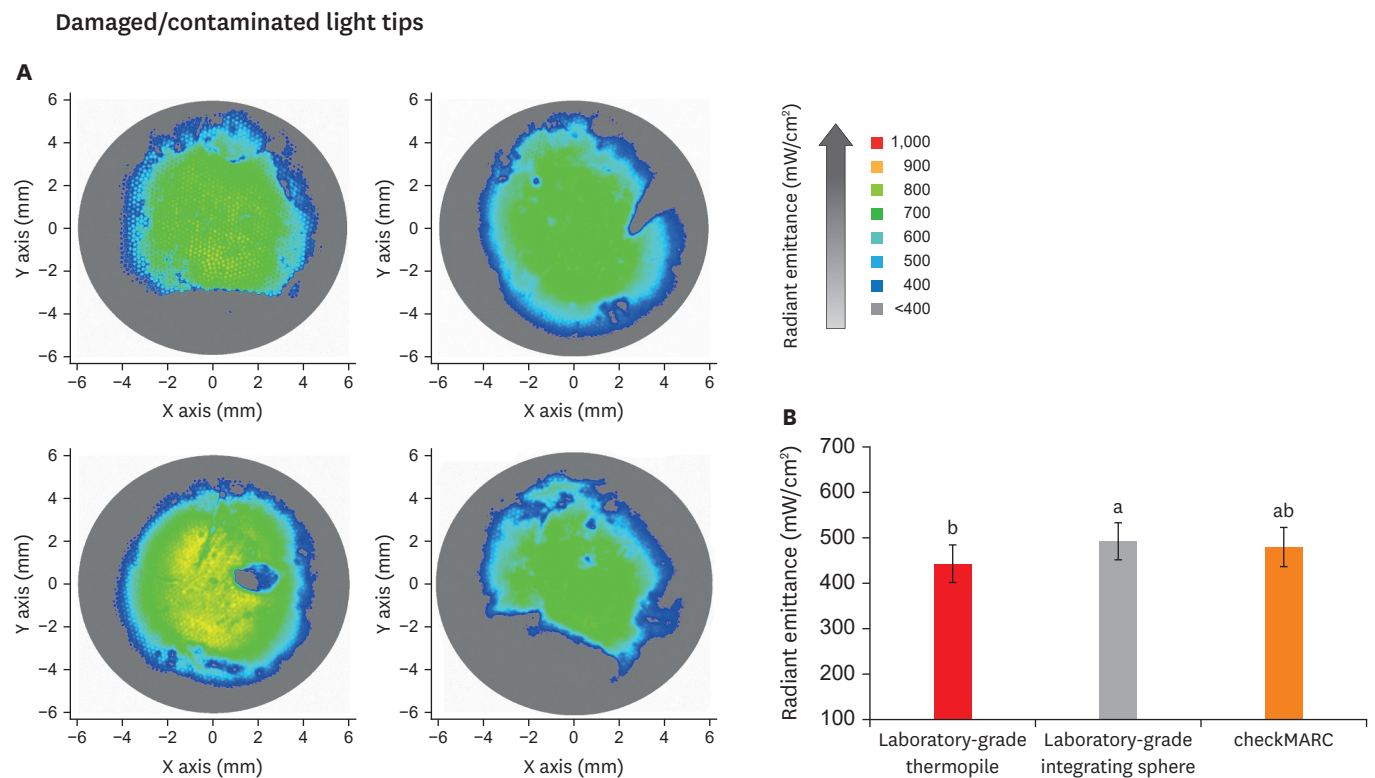 Damaged/contaminated light tips
A
Y axis (mm)
6
4
2
0
−2
−4
−6
−6 −4 −2 0 2 4 6
X axis (mm)
Y axis (mm)
6
4
2
0
−2
−4
−6
−6 −4 −2 0 2 4 6
X axis (mm)
Radiant emittance (mW/cm²)
1,000
900
800
700
600
500
400
<400
Y axis (mm)
6
4
2
0
−2
−4
−6
−6 −4 −2 0 2 4 6
X axis (mm)
Y axis (mm)
6
4
2
0
−2
−4
−6
−6 −4 −2 0 2 4 6
X axis (mm)
B
Radiant emittance (mW/cm²)
700
600
500
400
300
200
100
b
a
ab
Laboratory-grade
thermopile
Laboratory-grade
integrating sphere
checkMARC